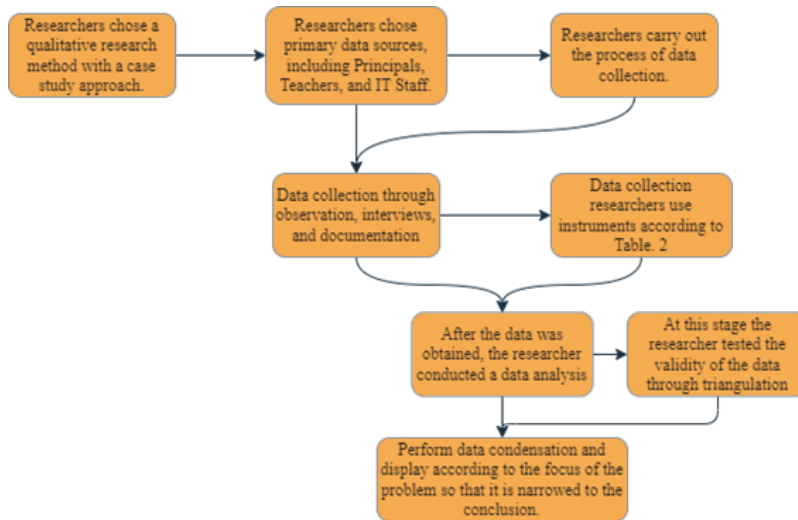 Researchers chose a
qualitative research
method with a case
study approach.
Researchers chose
primary data sources,
including Principals,
Teachers, and IT Staff.
Researchers carry out
the process of data
collection.
Data collection through
observation, interviews,
and documentation
Data collection
researchers use
instruments according to
Table. 2
After the data was
obtained, the researcher
conducted a data analysis
At this stage the
researcher tested the
validity of the data
through triangulation
Perform data condensation and
display according to the focus of the
problem so that it is narrowed to the
conclusion.